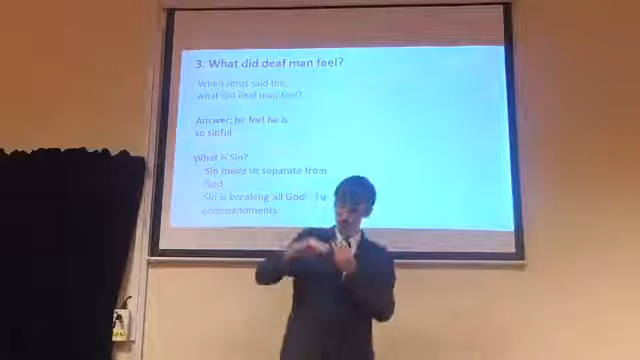 3. What did deaf man feel?
When Jesus said this,
what did deaf man feel?
Answer; he feel he is
so sinful
What is Sin?
Sin made us separate from
God
Sin is breaking all God
commandments